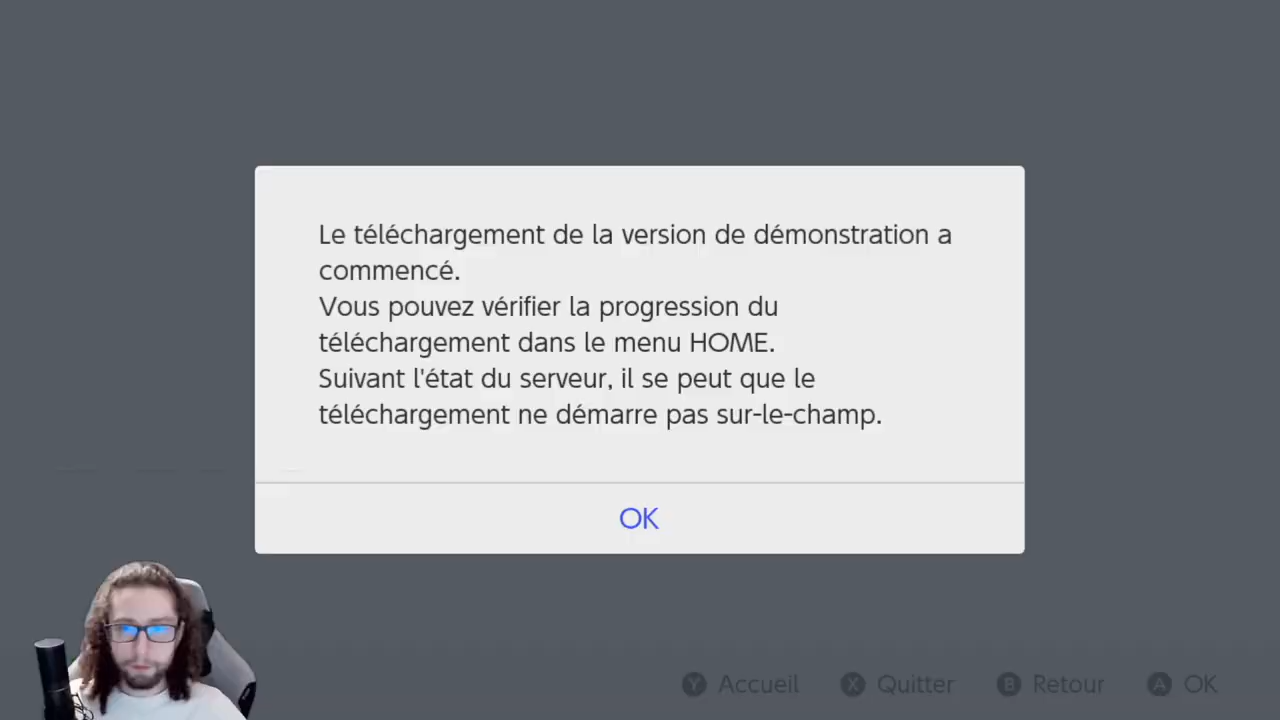 Le téléchargement de la version de démonstration a
commencé.
Vous pouvez vérifier la progression du
téléchargement dans le menu HOME.
Suivant l'état du serveur, il se peut que le
téléchargement ne démarre pas sur-le-champ.
OK
Y Accueil X Quitter B Retour A OK